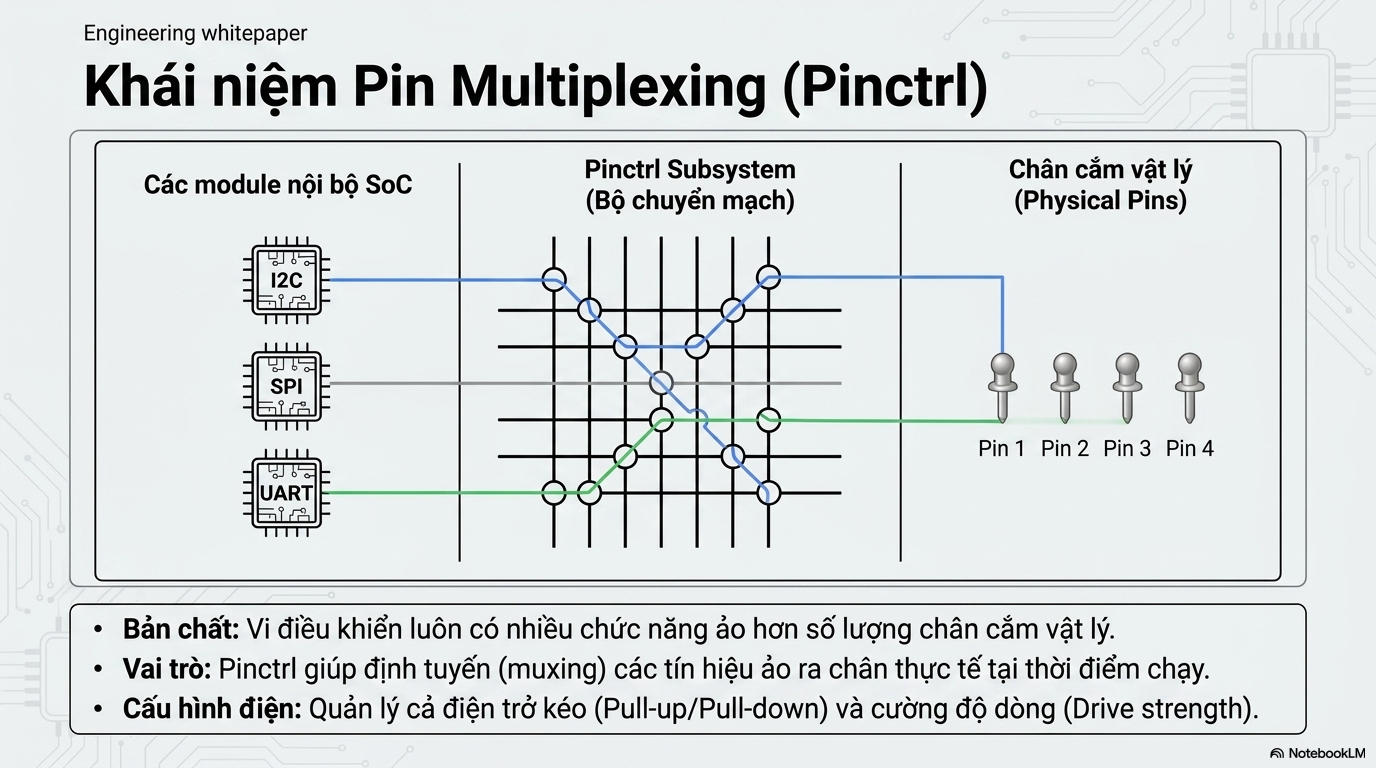 Engineering whitepaper
Khái niệm Pin Multiplexing (Pinctrl)
Các module nội bộ SoC
I2C
SPI
UART
Pinctrl Subsystem
(Bộ chuyển mạch)
Chân cắm vật lý
(Physical Pins)
Pin 1 Pin 2 Pin 3 Pin 4
• Bản chất: Vi điều khiển luôn có nhiều chức năng ảo hơn số lượng chân cắm vật lý.
• Vai trò: Pinctrl giúp định tuyến (muxing) các tín hiệu ảo ra chân thực tế tại thời điểm chạy.
• Cấu hình điện: Quản lý cả điện trở kéo (Pull-up/Pull-down) và cường độ dòng (Drive strength).
NotebookLM